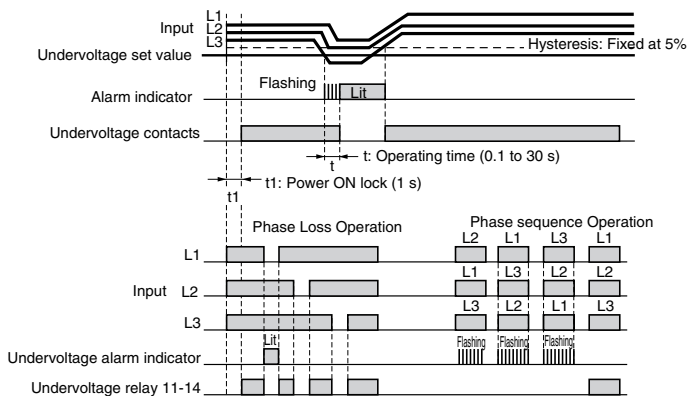 L1
Input L2
L3
Undervoltage set value
Hysteresis: Fixed at 5%
Flashing
Alarm indicator
Lit
Undervoltage contacts
t
t: Operating time (0.1 to 30 s)
t1: Power ON lock (1 s)
t1
Phase Loss Operation
Phase sequence Operation
L1
L2 L1 L3 L1
Input L2
L1 L3 L2 L2
L3
L3 L2 L1 L3
Lit
Flashing Flashing Flashing
Undervoltage alarm indicator
Undervoltage relay 11-14